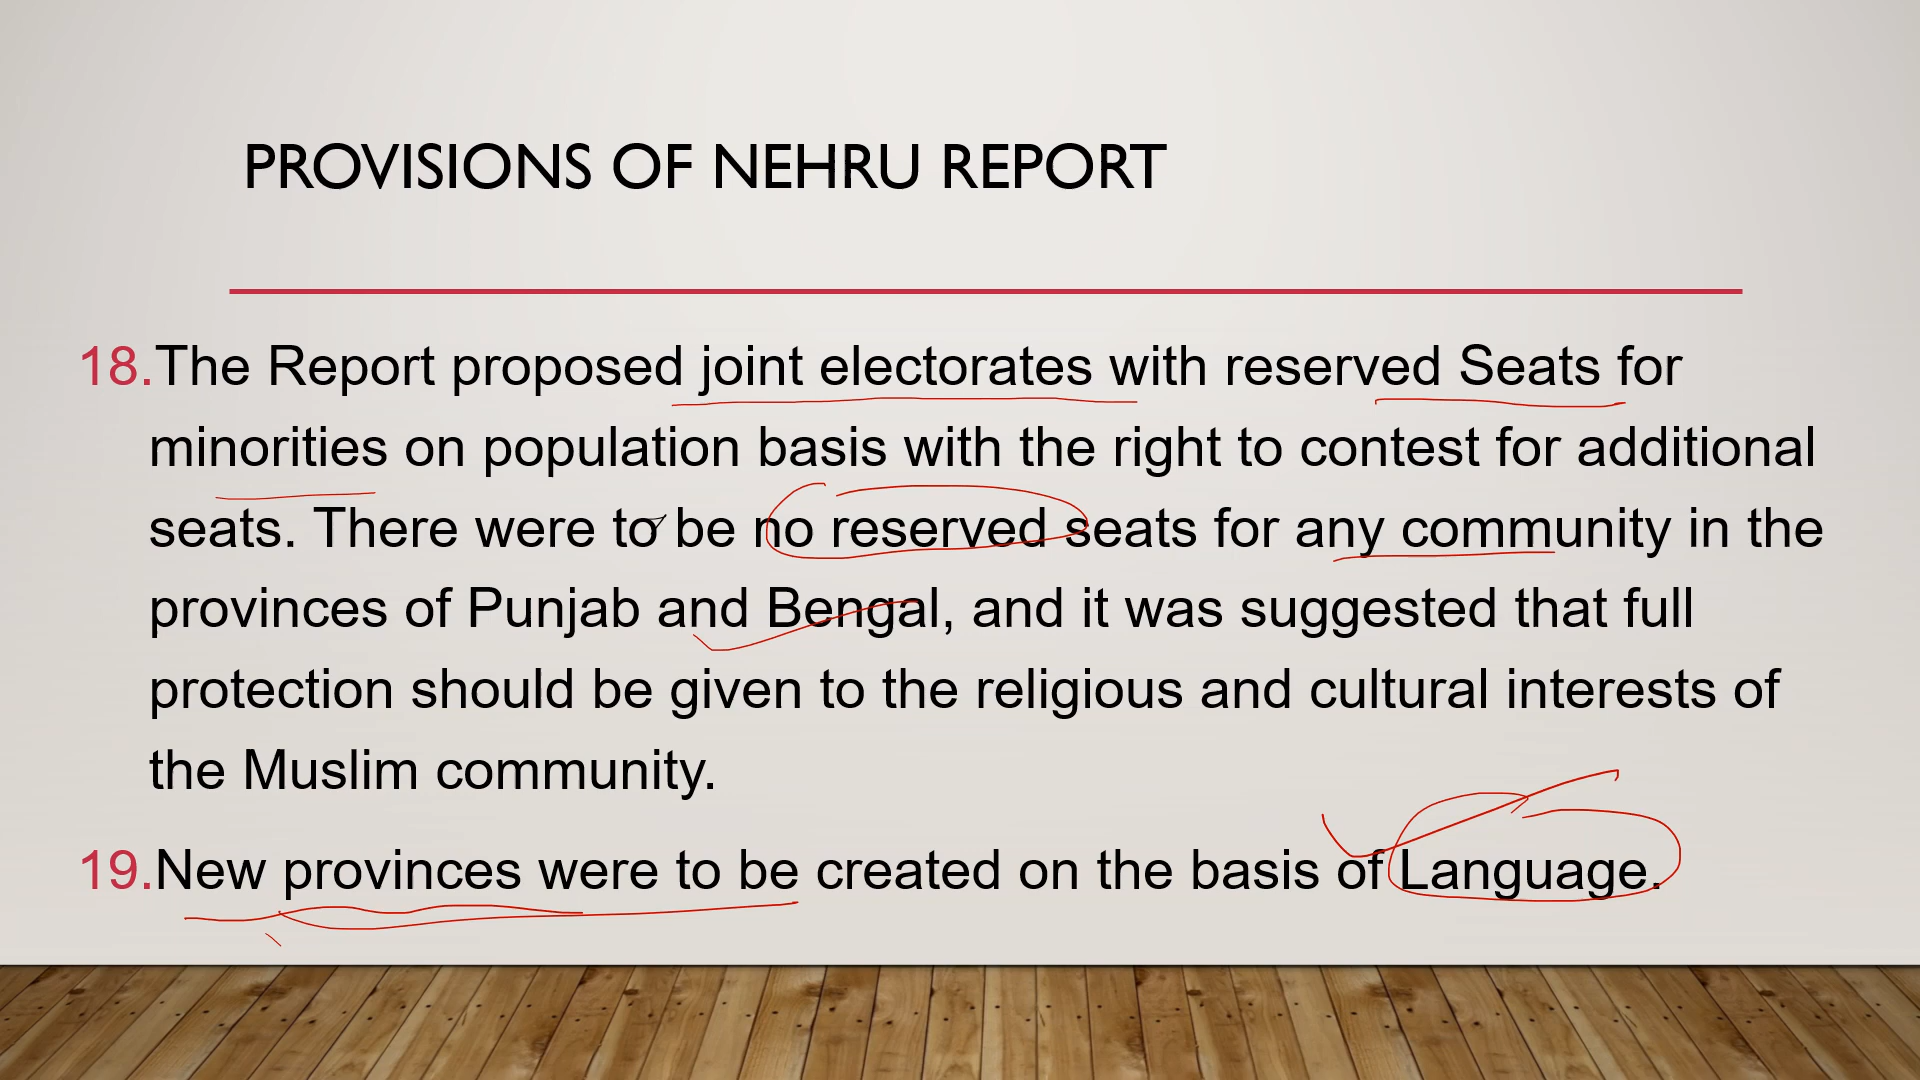 PROVISIONS OF NEHRU REPORT
18.The Report proposed joint electorates with reserved Seats for
minorities on population basis with the right to contest for additional
seats. There were to be no reserved seats for any community in the
provinces of Punjab and Bengal, and it was suggested that full
protection should be given to the religious and cultural interests of
the Muslim community.
19.New provinces were to be created on the basis of Language.